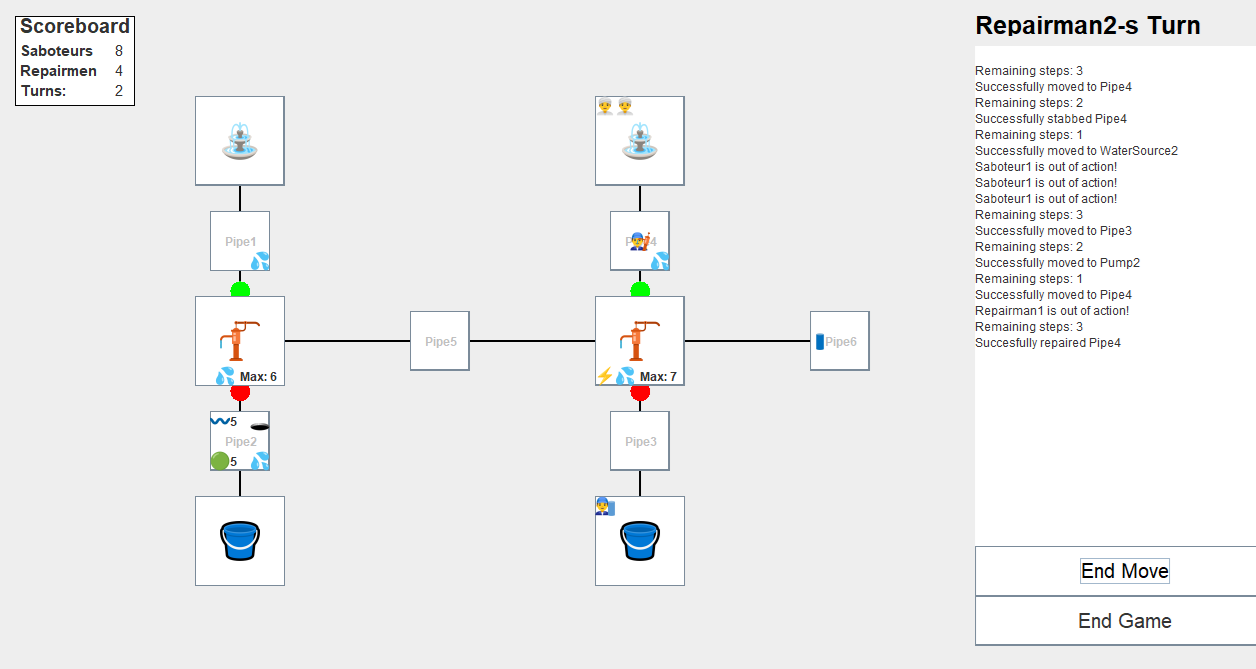 Scoreboard
Saboteurs 8
Repairmen 4
Turns: 2
Pipe1
Pipe5
Max: 6
Max: 7
Pipe6
5
Pipe2
5
Pipe3
Repairman2-s Turn
Remaining steps: 3
Successfully moved to Pipe4
Remaining steps: 2
Successfully stabbed Pipe4
Remaining steps: 1
Successfully moved to WaterSource2
Saboteur1 is out of action!
Saboteur1 is out of action!
Saboteur1 is out of action!
Remaining steps: 3
Successfully moved to Pipe3
Remaining steps: 2
Successfully moved to Pump2
Remaining steps: 1
Successfully moved to Pipe4
Repairman1 is out of action!
Remaining steps: 3
Succesfully repaired Pipe4
End Move
End Game